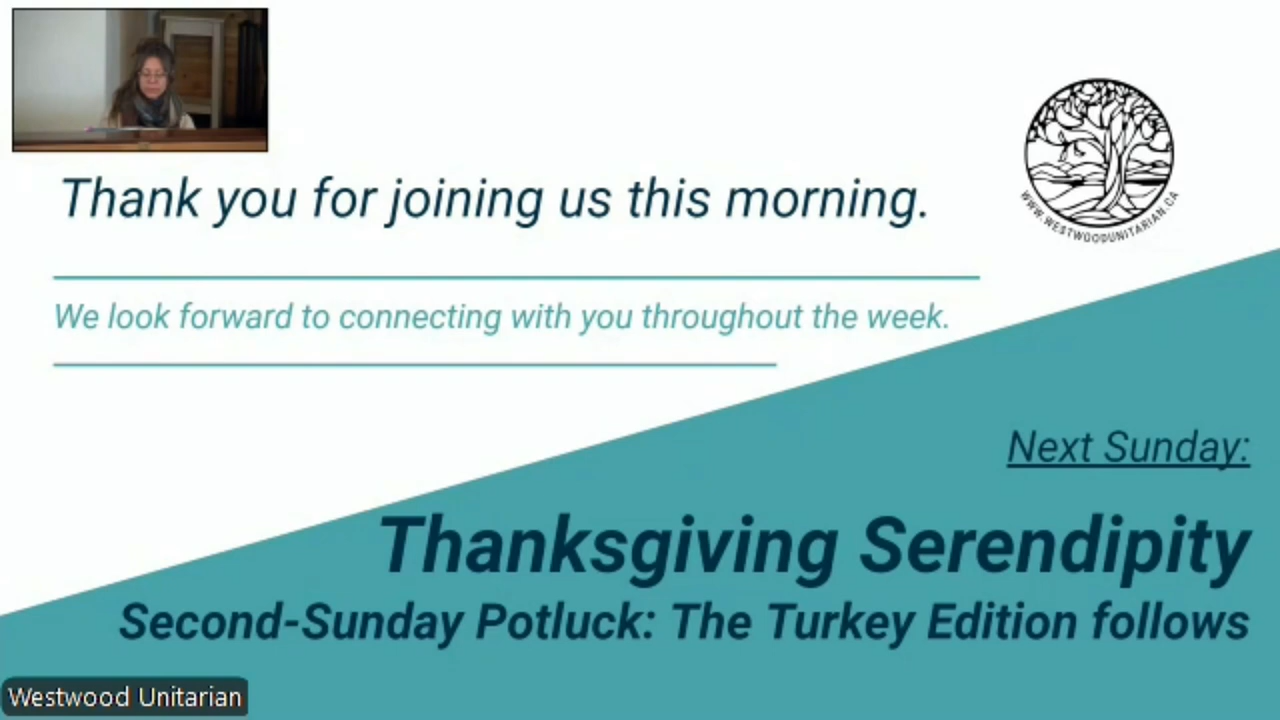 Thank you for joining us this morning.
WWW.WESTWOODUNITARIAN.CA
We look forward to connecting with you throughout the week.
Next Sunday:
Thanksgiving Serendipity
Second-Sunday Potluck: The Turkey Edition follows
Westwood Unitarian